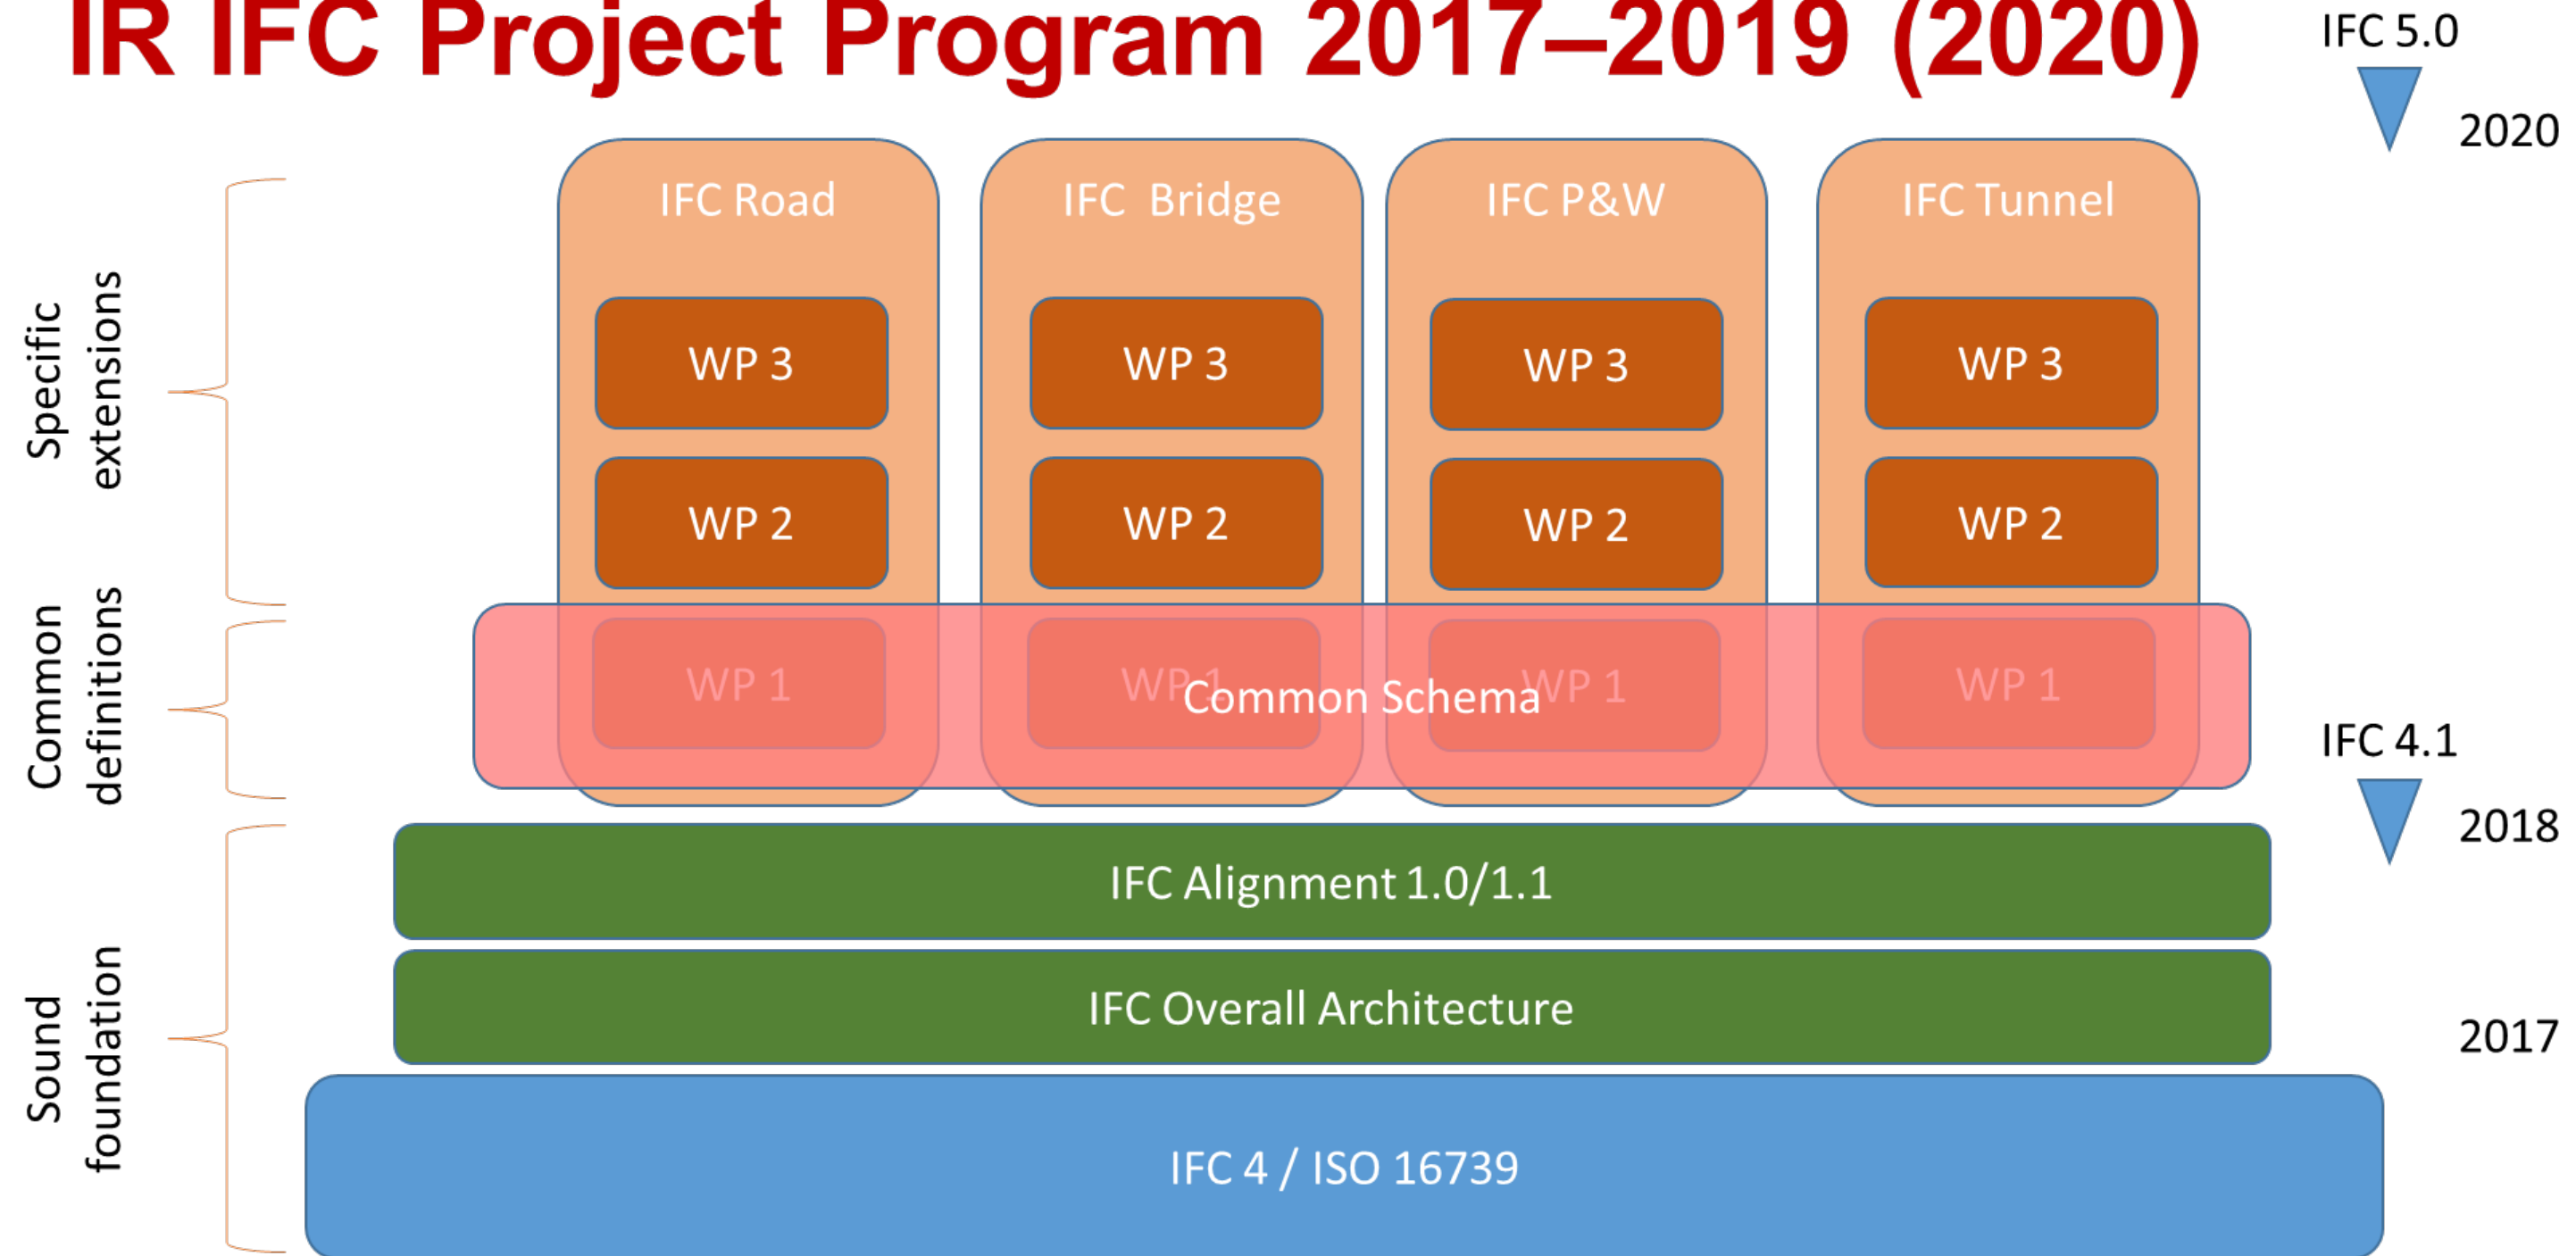 IR IFC Project Program 2017–2019 (2020)
IFC 5.0
2020
IFC Road
IFC  Bridge
IFC P&W
IFC Tunnel
Specific
extensions
WP 3
WP 3
WP 3
WP 3
WP 2
WP 2
WP 2
WP 2
Common
definitions
WP 1
WP 1
WP 1
WP 1
Common Schema
IFC 4.1
2018
Sound
foundation
IFC Alignment 1.0/1.1
IFC Overall Architecture
2017
IFC 4 / ISO 16739